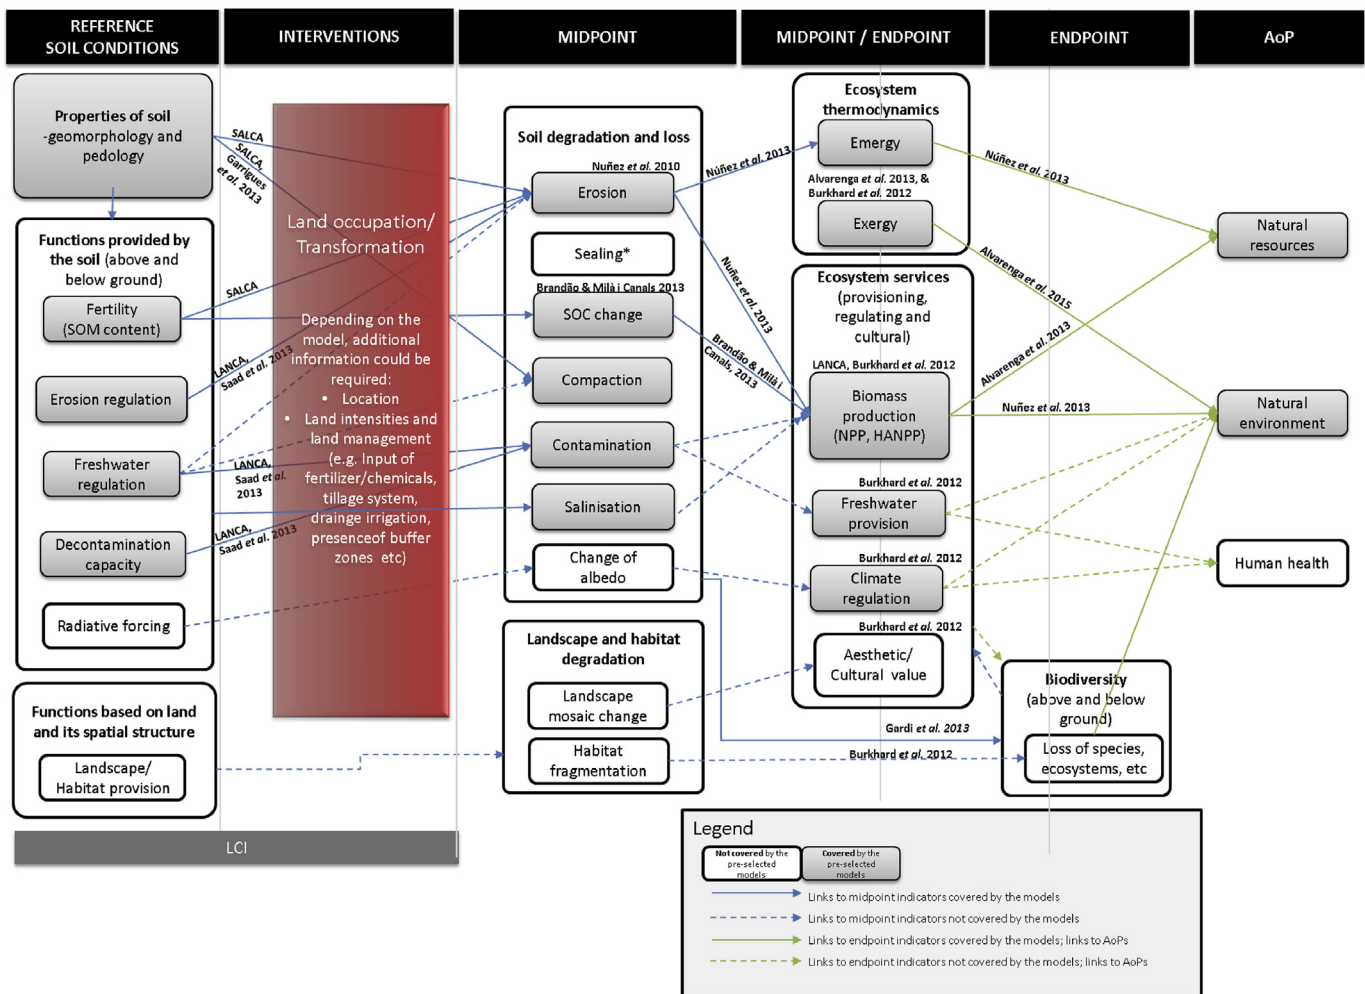 REFERENCE
SOIL CONDITIONS
INTERVENTIONS
MIDPOINT
MIDPOINT / ENDPOINT
ENDPOINT
AoP
Properties of soil
-geomorphology and
pedology
Functions provided by
the soil (above and
below ground)
Fertility
(SOM content)
Erosion regulation
Freshwater
regulation
Decontamination
capacity
Radiative forcing
Functions based on land
and its spatial structure
Landscape/
Habitat provision
LCI
SALCA
SALCA,
Garrigues
et al. 2013
SALCA
LANCA,
Saad et al. 2013
LANCA,
Saad et al.
2013
LANCA,
Saad et al. 2013
Land occupation/
Transformation
Depending on the
model, additional
information could be
required:
• Location
• Land intensities and
land management
(e.g. Input of
fertilizer/chemicals,
tillage system,
drainge irrigation,
presenceof buffer
zones etc)
Soil degradation and loss
Nuñez et al. 2010
Erosion
Sealing*
Brandão & Milà i Canals 2013
SOC change
Compaction
Contamination
Salinisation
Change of
albedo
Landscape and habitat
degradation
Landscape
mosaic change
Habitat
fragmentation
Núñez et al. 2013
Nuñez et al. 2013
Brandão & Milà i
Canals, 2013
Ecosystem
thermodynamics
Emergy
Alvarenga et al. 2013, &
Burkhard et al. 2012
Exergy
Ecosystem services
(provisioning,
regulating and
cultural)
LANCA, Burkhard et al. 2012
Biomass
production
(NPP, HANPP)
Burkhard et al. 2012
Freshwater
provision
Burkhard et al. 2012
Climate
regulation
Burkhard et al. 2012
Aesthetic/
Cultural value
Gardi et al. 2013
Burkhard et al. 2012
Núñez et al. 2013
Alvarenga et al. 2015
Alvarenga et al. 2013
Nuñez et al. 2013
Biodiversity
(above and below
ground)
Loss of species,
ecosystems, etc
Natural
resources
Natural
environment
Human health
Legend
Not covered by the
pre-selected
models
Covered by the
pre-selected
models
Links to midpoint indicators covered by the models
Links to midpoint indicators not covered by the models
Links to endpoint indicators covered by the models; links to AoPs
Links to endpoint indicators not covered by the models; links to AoPs